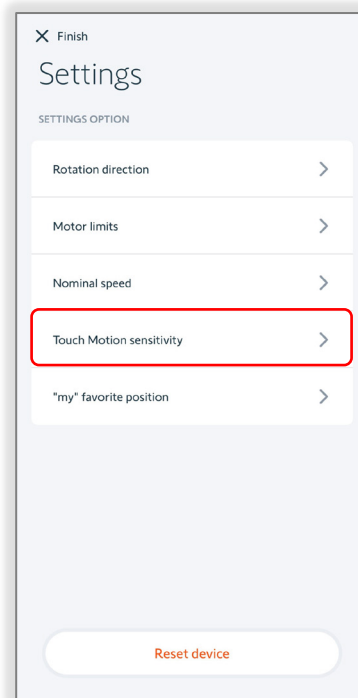 Finish
Settings
SETTINGS OPTION
Rotation direction
Motor limits
Nominal speed
Touch Motion sensitivity
"my" favorite position
Reset device